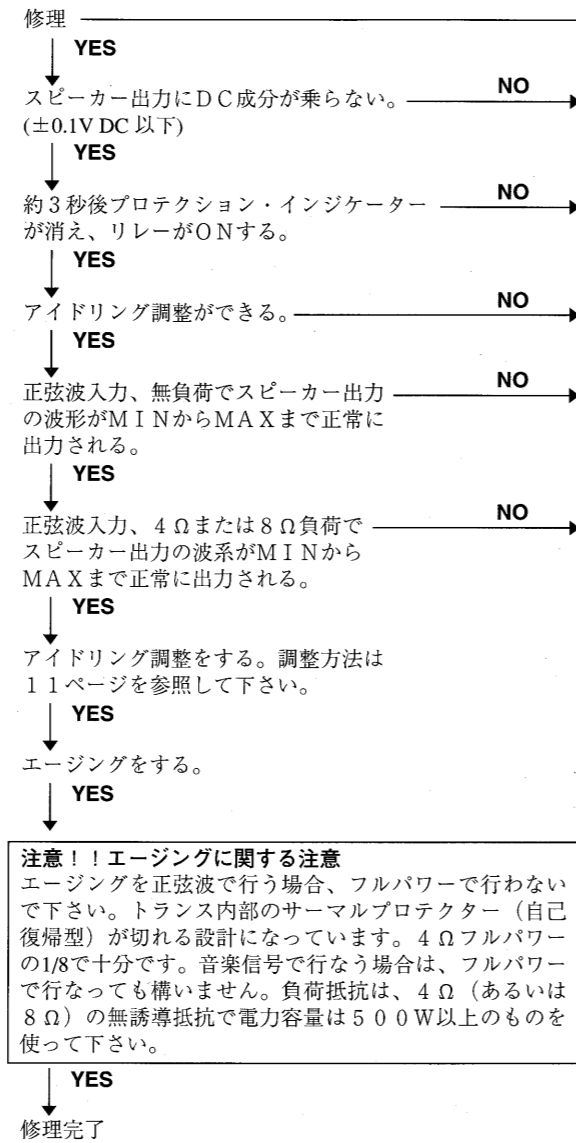 修理
YES
スピーカー出力にDC成分が乗らない。
NO
(±0.1V DC 以下)
YES
約3秒後プロテクション・インジケーター
NO
が消え、リレーがONする。
YES
アイドリング調整ができる。
NO
YES
正弦波入力、無負荷でスピーカー出力
NO
の波形がMINからMAXまで正常に
出力される。
YES
正弦波入力、4Ωまたは8Ω負荷で
NO
スピーカー出力の波系がMINから
MAXまで正常に出力される。
YES
アイドリング調整をする。調整方法は
11ページを参照して下さい。
YES
エージングをする。
YES
注意!!エージングに関する注意
エージングを正弦波で行う場合、フルパワーで行わない
で下さい。トランス内部のサーマルプロテクター(自己
復帰型)が切れる設計になっています。4Ωフルパワー
の1/8で十分です。音楽信号で行なう場合は、フルパワー
で行なっても構いません。負荷抵抗は、4Ω(あるいは
8Ω)の無誘導抵抗で電力容量は500W以上のものを
使って下さい。
YES
修理完了